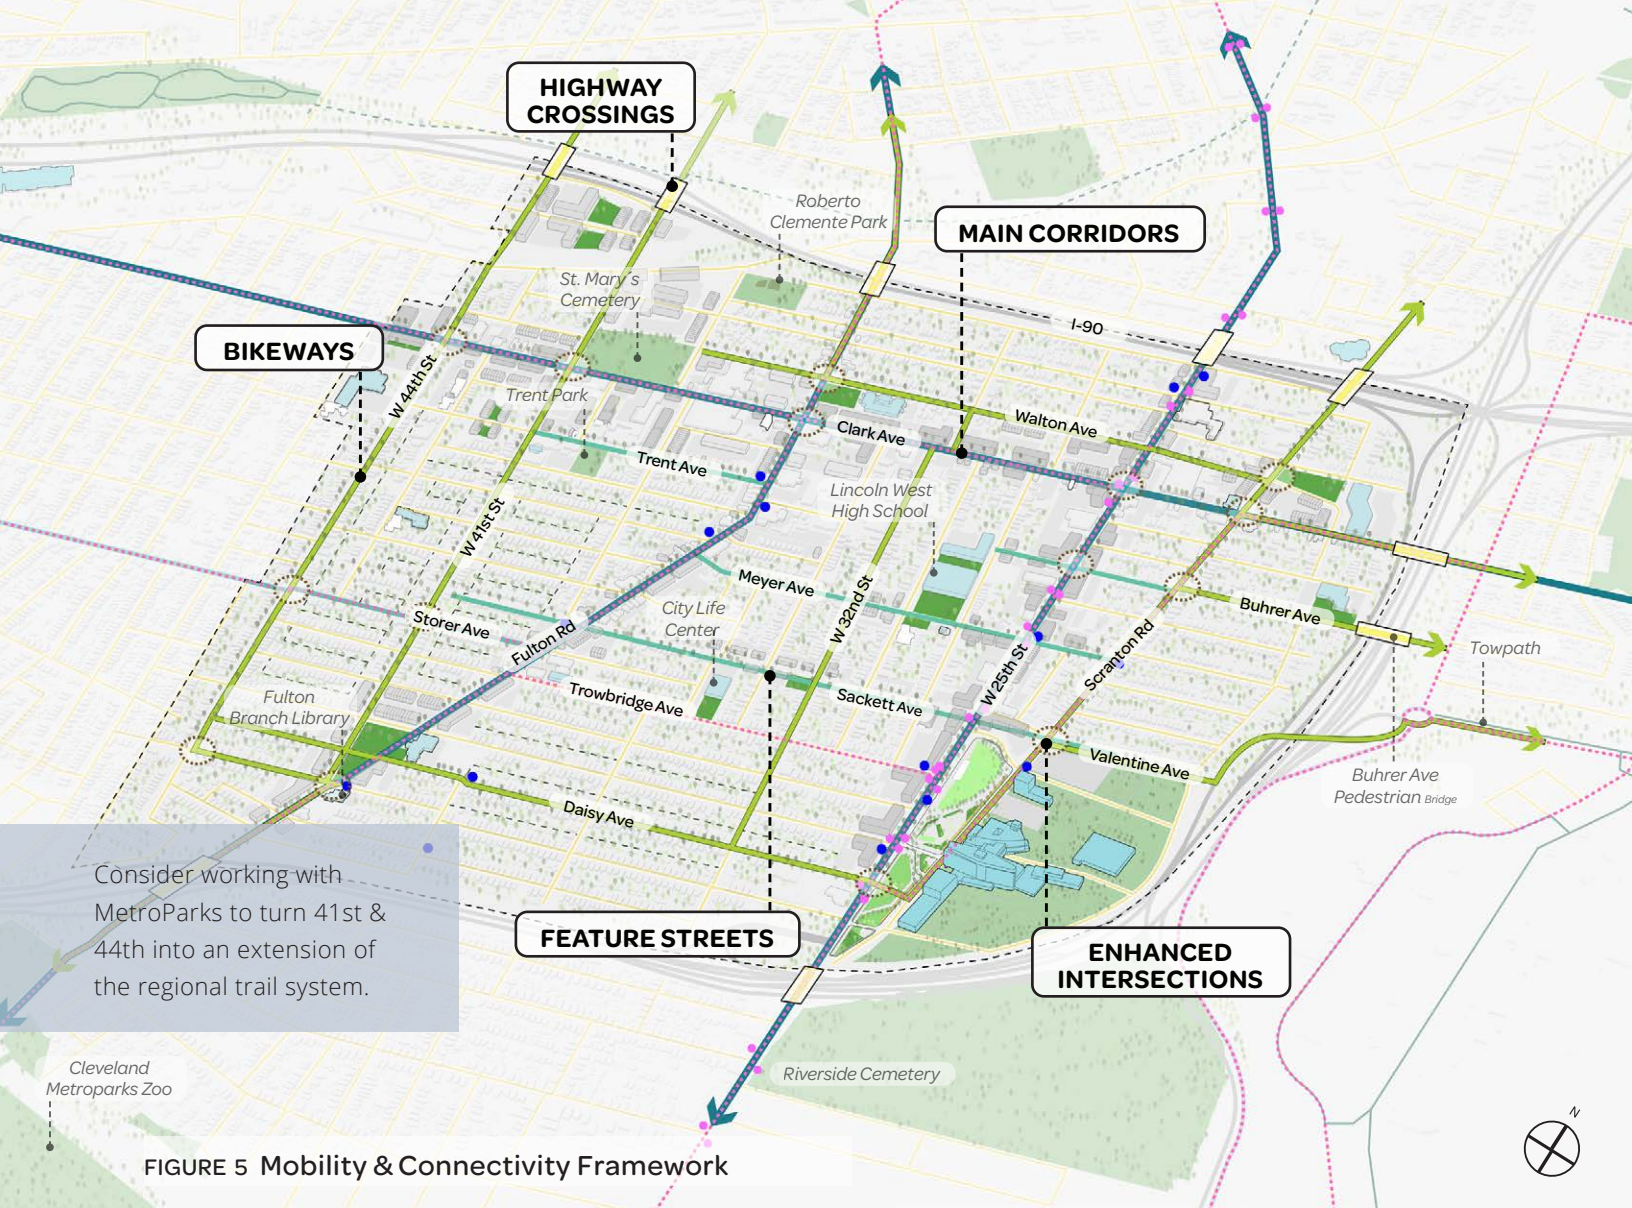 HIGHWAY
CROSSINGS
Roberto
Clemente Park
MAIN CORRIDORS
St. Mary´s
Cemetery
I-90
BIKEWAYS
W 44th St
Trent Park
Walton Ave
Clark Ave
Trent Ave
Lincoln West
High School
W 41st St
Meyer Ave
W 32nd St
City Life
Center
Buhrer Ave
Storer Ave
Fulton Rd
Scranton Rd
Towpath
W 25th St
Fulton
Branch Library
Trowbridge Ave
Sackett Ave
Valentine Ave
Buhrer Ave
Pedestrian Bridge
Daisy Ave
Consider working with
MetroParks to turn 41st &
44th into an extension of
the regional trail system.
FEATURE STREETS
ENHANCED
INTERSECTIONS
Cleveland
Metroparks Zoo
Riverside Cemetery
N
FIGURE 5 Mobility & Connectivity Framework